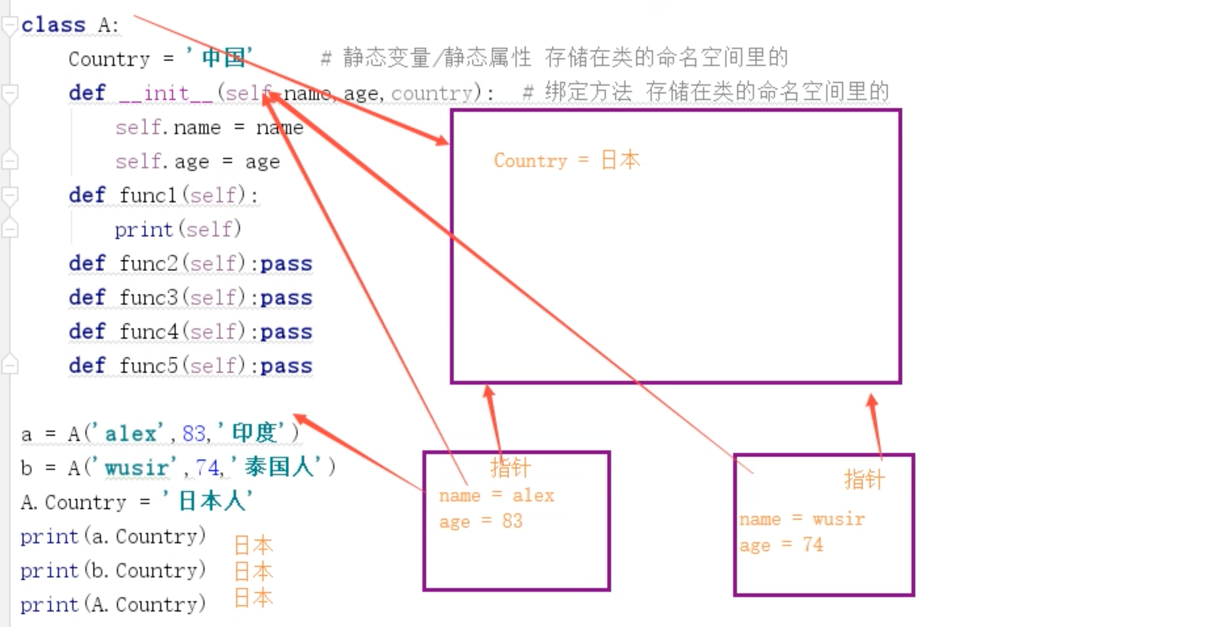 class A:
Country = '中国' # 静态变量/静态属性 存储在类的命名空间里的
def __init__(self,name,age,country): # 绑定方法 存储在类的命名空间里的
self.name = name
self.age = age
def func1(self):
print(self)
def func2(self):pass
def func3(self):pass
def func4(self):pass
def func5(self):pass
a = A('alex',83,'印度')
b = A('wusir',74,'泰国人')
A.Country = '日本人'
print(a.Country) 日本
print(b.Country) 日本
print(A.Country) 日本
Country = 日本
指针
name = alex
age = 83
指针
name = wusir
age = 74